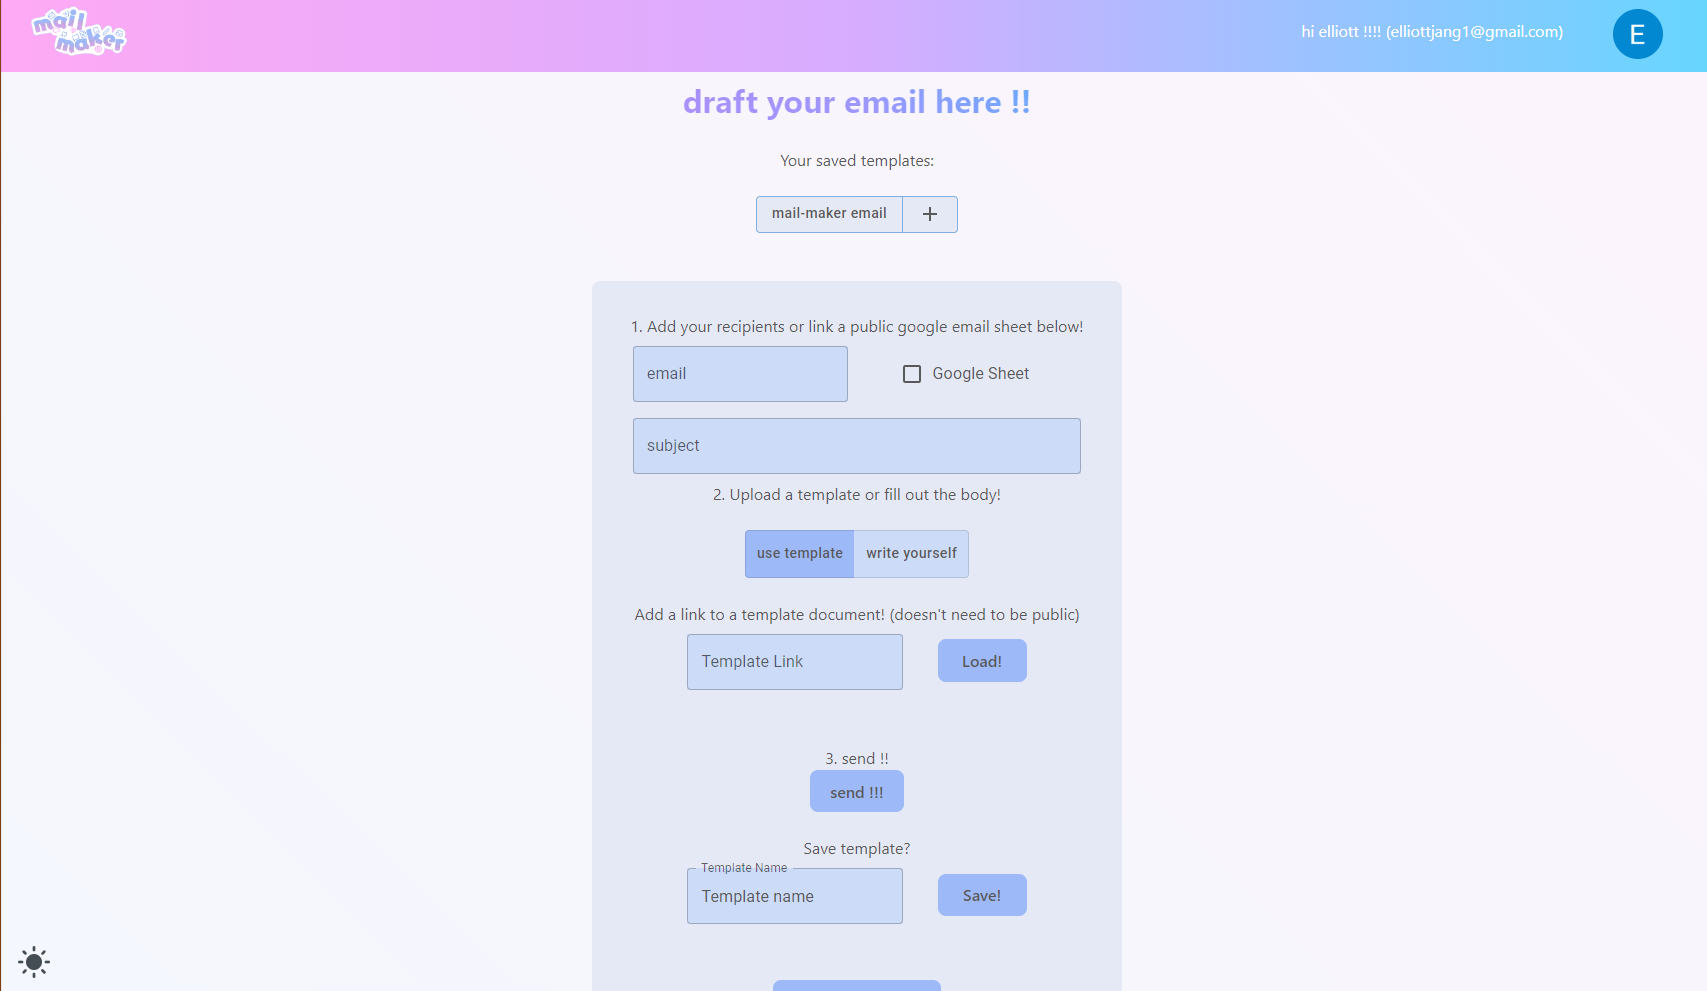 mail
maker
hi elliott !!!! (elliottjang1@gmail.com)
E
draft your email here !!
Your saved templates:
mail-maker email
+
1. Add your recipients or link a public google email sheet below!
email
Google Sheet
subject
2. Upload a template or fill out the body!
use template
write yourself
Add a link to a template document! (doesn't need to be public)
Template Link
Load!
3. send !!
send !!!
Save template?
Template Name
Template name
Save!